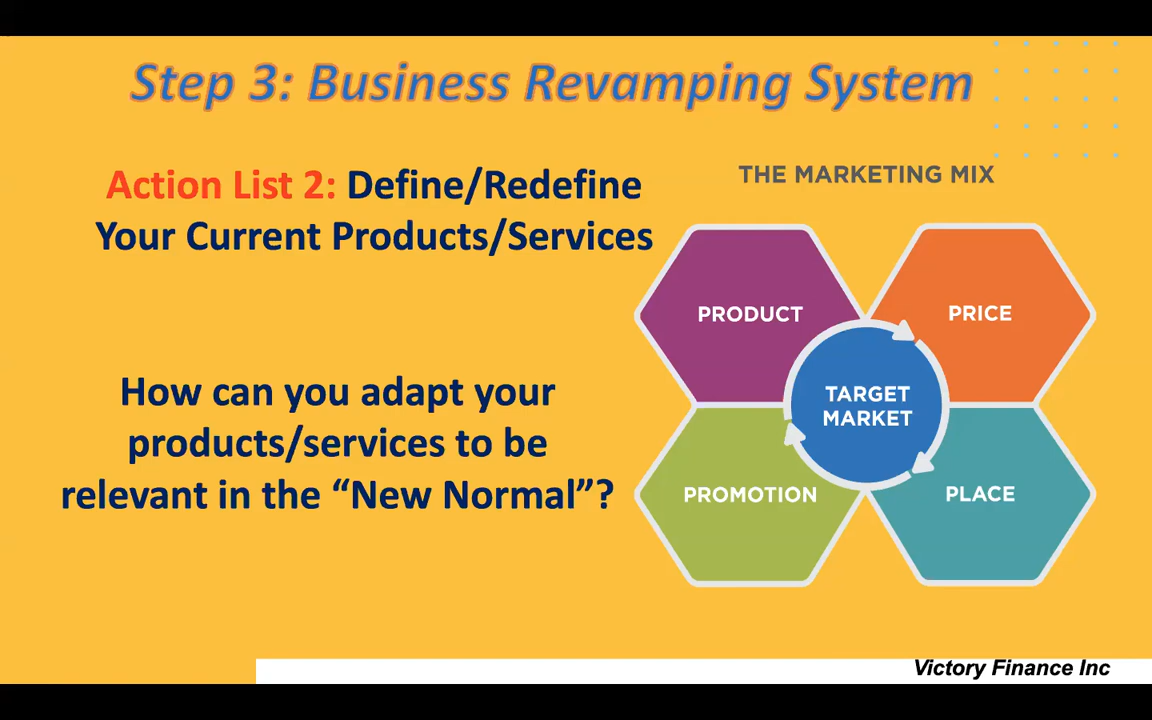 Step 3: Business Revamping System
Action List 2: Define/Redefine
Your Current Products/Services
How can you adapt your
products/services to be
relevant in the “New Normal”?
THE MARKETING MIX
PRODUCT
PRICE
TARGET
MARKET
PROMOTION
PLACE
Victory Finance Inc